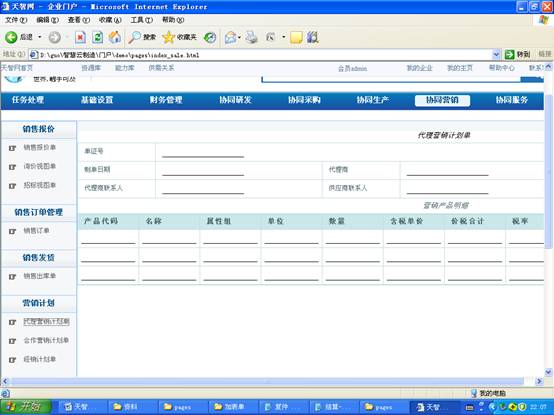 天智网 - 企业门户 - Microsoft Internet Explorer
文件(F) 编辑(E) 查看(V) 收藏(A) 工具(T) 帮助(H)
后退 搜索 收藏夹
地址(D) D:\guo\智慧云制造\门户\demo\pages\index_sale.html 转到 链接
天智网首页 资源库 能力库 供需关系 会员admin 我的企业 我的主页 帮助中心
世界,触手可及
任务处理 基础设置 财务管理 协同研发 协同采购 协同生产 协同营销 协同服务
销售报价
销售报价单
询价视图单
招标视图单
销售订单管理
销售订单
销售发货
销售出库单
营销计划
代理营销计划单
合作营销计划单
经销计划单
代理营销计划单
单证号
制单日期 代理商
代理商联系人 供应商联系人
营销产品明细
产品代码 名称 属性组 单位 数量 含税单价 价税合计 税率
我的电脑
开始 天智... 资料 pages 加表单 复件 ... 结算-... pages 天智... 22:07